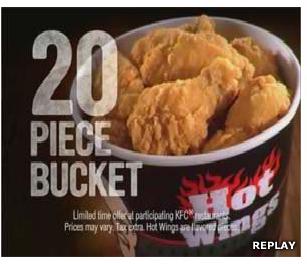 20
PIECE
BUCKET
Hot
Wings
Limited time offer at participating KFC® restaurants.
Prices may vary. Tax extra. Hot Wings are flavored pieces.
REPLAY